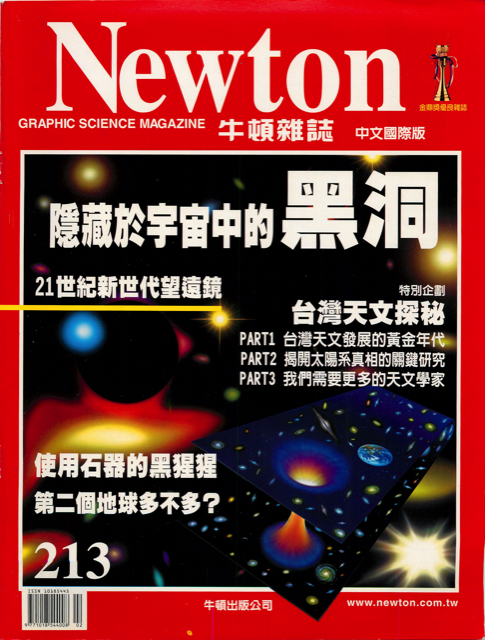 Newton
金鼎獎優良雜誌
GRAPHIC SCIENCE MAGAZINE 牛頓雜誌 中文國際版
隱藏於宇宙中的黑洞
21世紀新世代望遠鏡
特別企劃
台灣天文探秘
PART1 台灣天文發展的黃金年代
PART2 揭開太陽系真相的關鍵研究
PART3 我們需要更多的天文學家
使用石器的黑猩猩
第二個地球多不多?
213
ISSN 10165445
9 771018 544008 02
牛頓出版公司
www.newton.com.tw